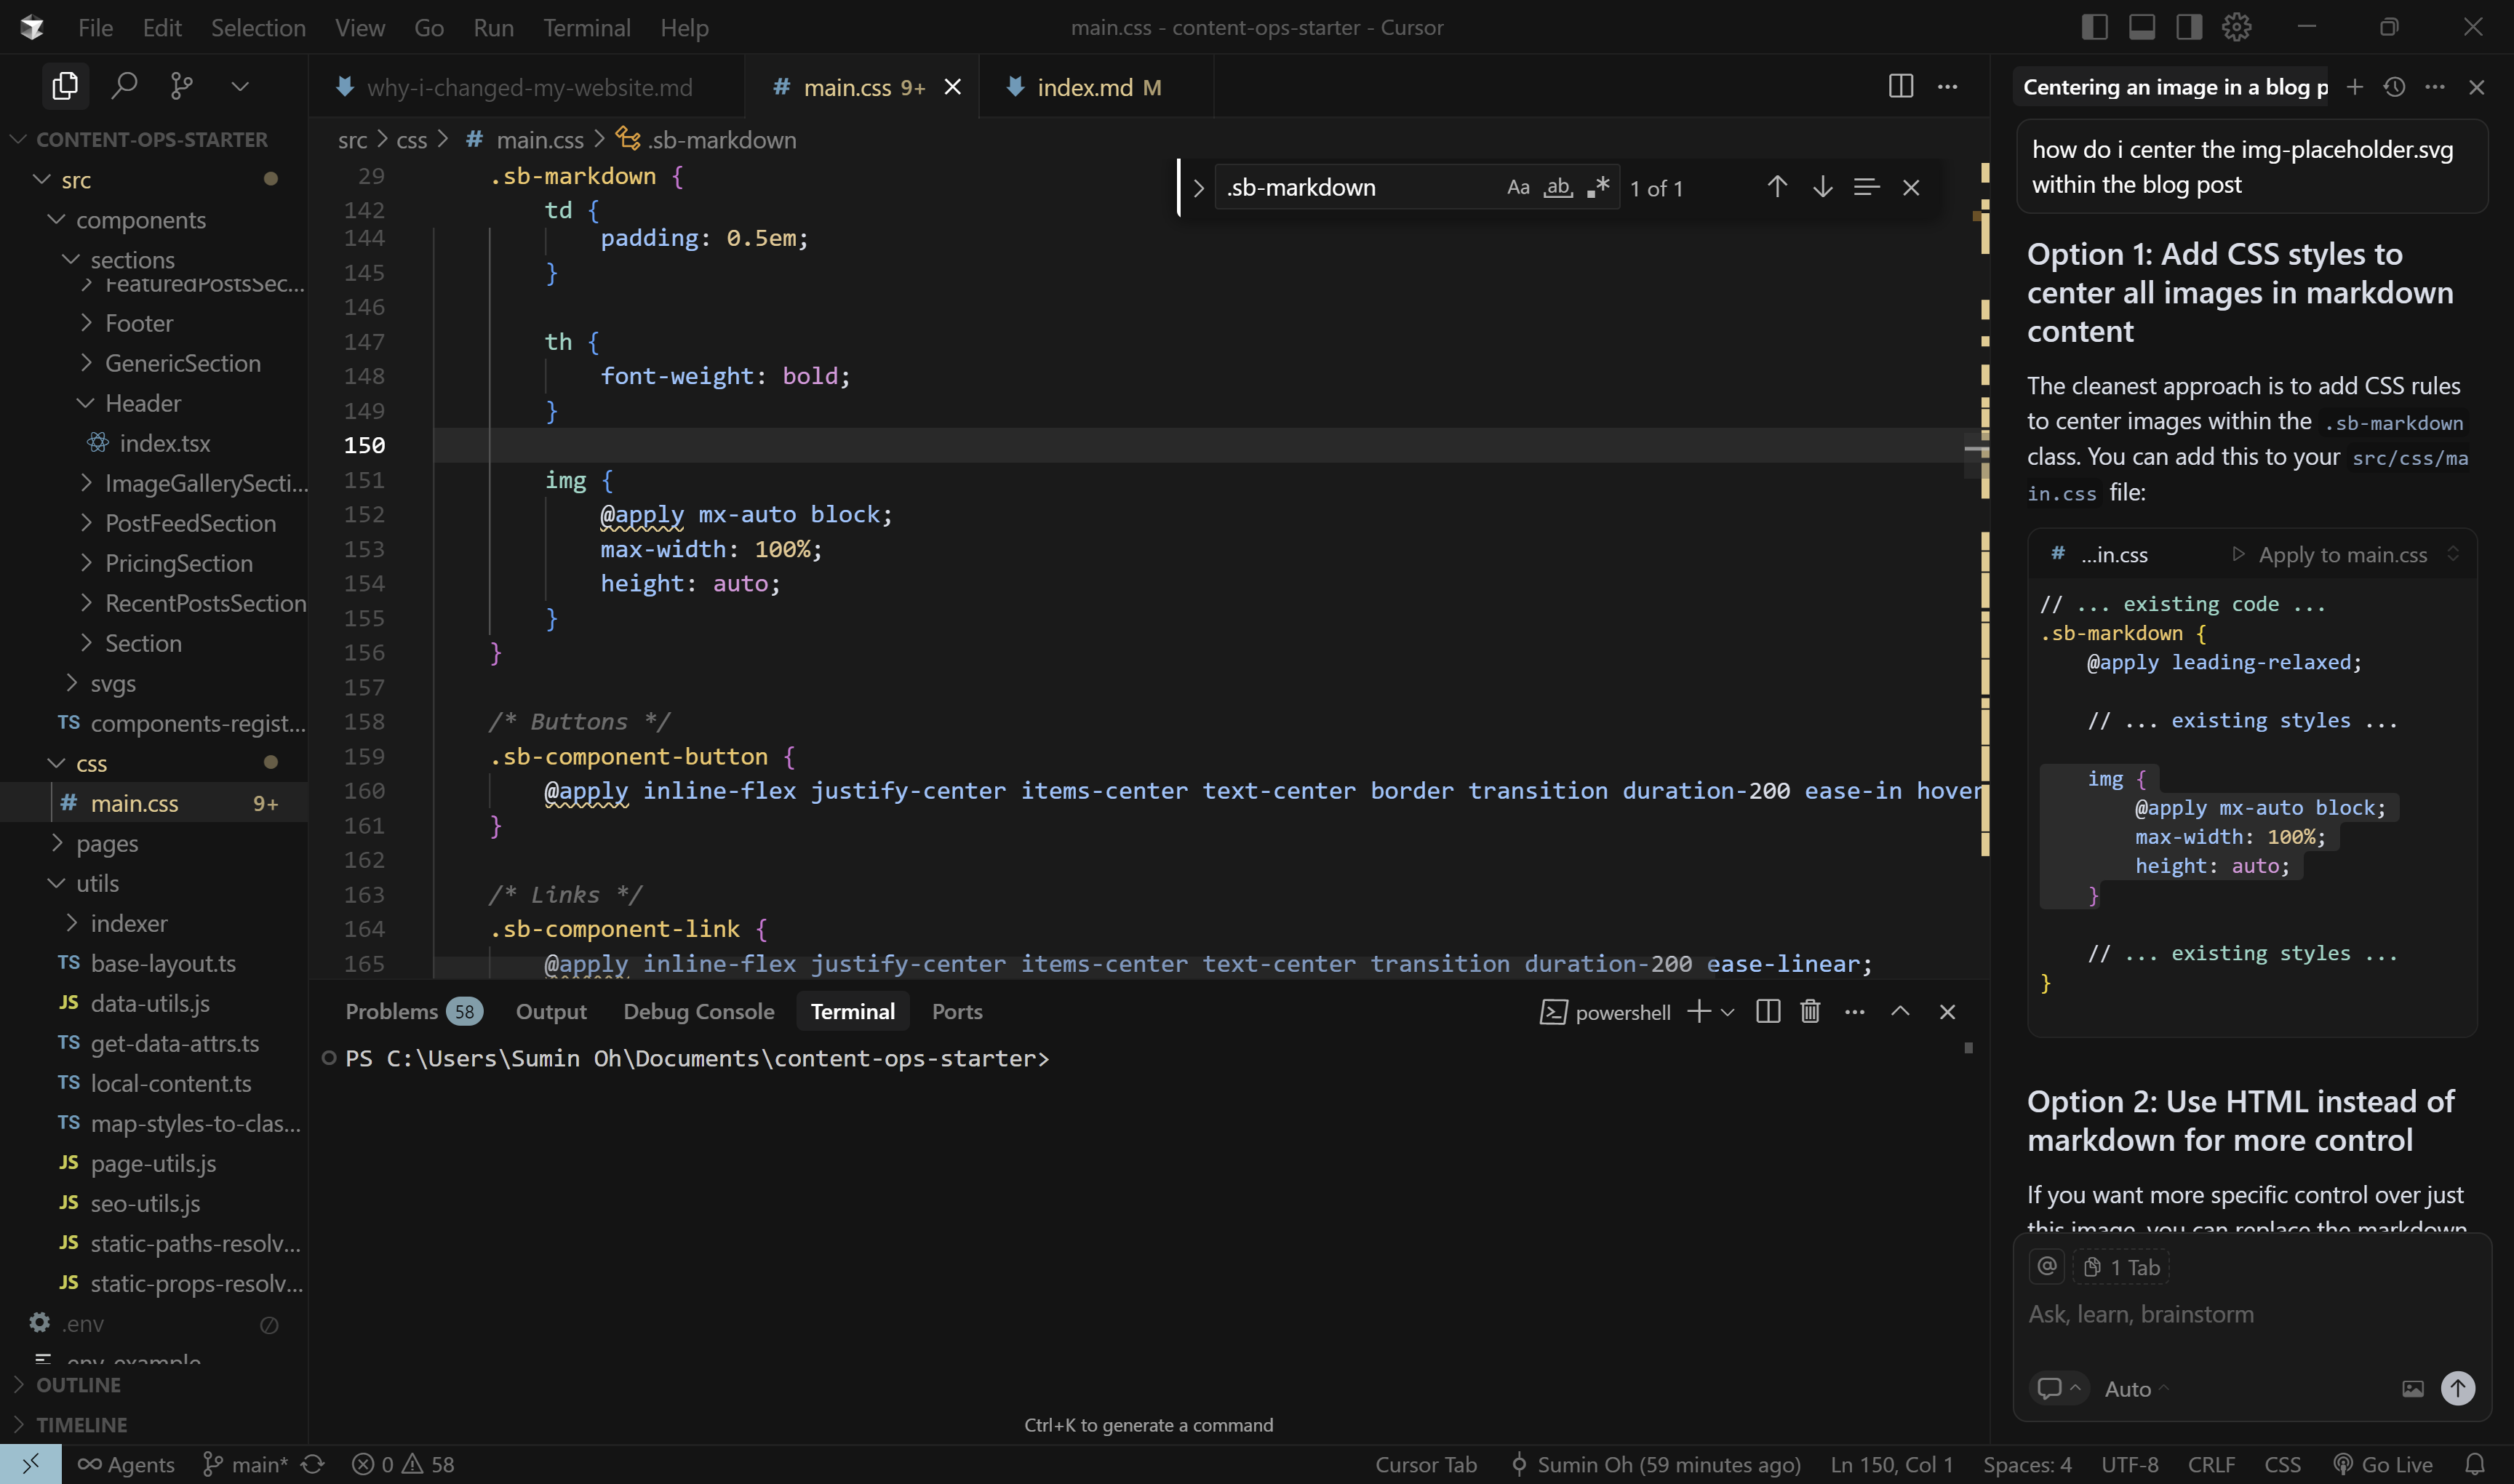 File Edit Selection View Go Run Terminal Help
main.css - content-ops-starter - Cursor
CONTENT-OPS-STARTER
src
components
sections
FeaturedPostsSec...
Footer
GenericSection
Header
index.tsx
ImageGallerySecti...
PostFeedSection
PricingSection
RecentPostsSection
Section
svgs
TS components-regist...
css
# main.css 9+
pages
utils
indexer
TS base-layout.ts
JS data-utils.js
TS get-data-attrs.ts
TS local-content.ts
TS map-styles-to-clas...
JS page-utils.js
JS seo-utils.js
JS static-paths-resolv...
JS static-props-resolv...
.env
.env.example
OUTLINE
TIMELINE
why-i-changed-my-website.md
# main.css 9+
index.md M
src > css > # main.css > .sb-markdown
.sb-markdown Aa ab 1 of 1
29 .sb-markdown {
142 td {
144 padding: 0.5em;
145 }
146
147 th {
148 font-weight: bold;
149 }
150
151 img {
152 @apply mx-auto block;
153 max-width: 100%;
154 height: auto;
155 }
156 }
157
158 /* Buttons */
159 .sb-component-button {
160 @apply inline-flex justify-center items-center text-center border transition duration-200 ease-in hover
161 }
162
163 /* Links */
164 .sb-component-link {
165 @apply inline-flex justify-center items-center text-center transition duration-200 ease-linear;
Problems 58 Output Debug Console Terminal Ports
powershell
PS C:\Users\Sumin Oh\Documents\content-ops-starter>
Ctrl+K to generate a command
Centering an image in a blog p
how do i center the img-placeholder.svg
within the blog post
Option 1: Add CSS styles to
center all images in markdown
content
The cleanest approach is to add CSS rules
to center images within the .sb-markdown
class. You can add this to your src/css/ma
in.css file:
# ...in.css Apply to main.css
// ... existing code ...
.sb-markdown {
@apply leading-relaxed;
// ... existing styles ...
img {
@apply mx-auto block;
max-width: 100%;
height: auto;
}
// ... existing styles ...
}
Option 2: Use HTML instead of
markdown for more control
If you want more specific control over just
this image, you can replace the markdown
@ 1 Tab
Ask, learn, brainstorm
Auto
Agents main* 0 58
Cursor Tab Sumin Oh (59 minutes ago) Ln 150, Col 1 Spaces: 4 UTF-8 CRLF CSS Go Live